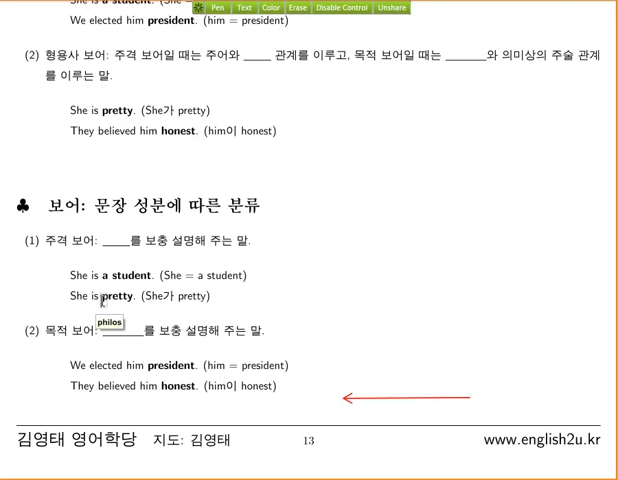 She is a student. (She =
Pen Text Color Erase Disable Control Unshare
We elected him president. (him = president)
(2) 형용사 보어: 주격 보어일 때는 주어와 ____ 관계를 이루고, 목적 보어일 때는 ______와 의미상의 주술 관계
를 이루는 말.
She is pretty. (She가 pretty)
They believed him honest. (him이 honest)
♣ 보어: 문장 성분에 따른 분류
(1) 주격 보어: ____를 보충 설명해 주는 말.
She is a student. (She = a student)
She is pretty. (She가 pretty)
philos
(2) 목적 보어: ______를 보충 설명해 주는 말.
We elected him president. (him = president)
They believed him honest. (him이 honest)
김영태 영어학당 지도: 김영태 13 www.english2u.kr